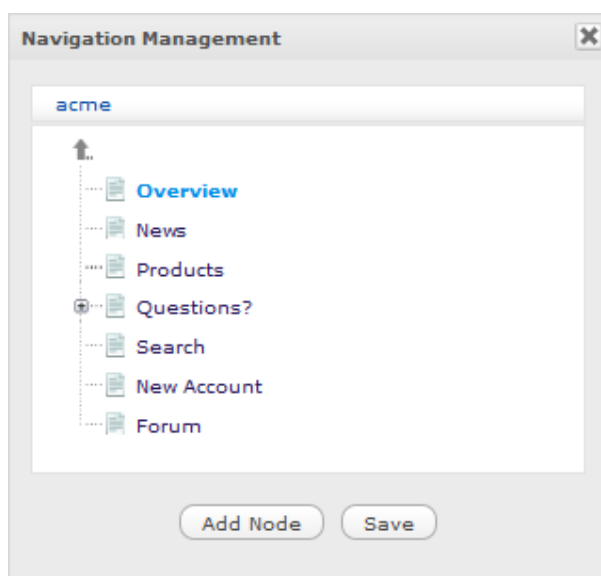 Navigation Management
acme
Overview
News
Products
Questions?
Search
New Account
Forum
Add Node Save